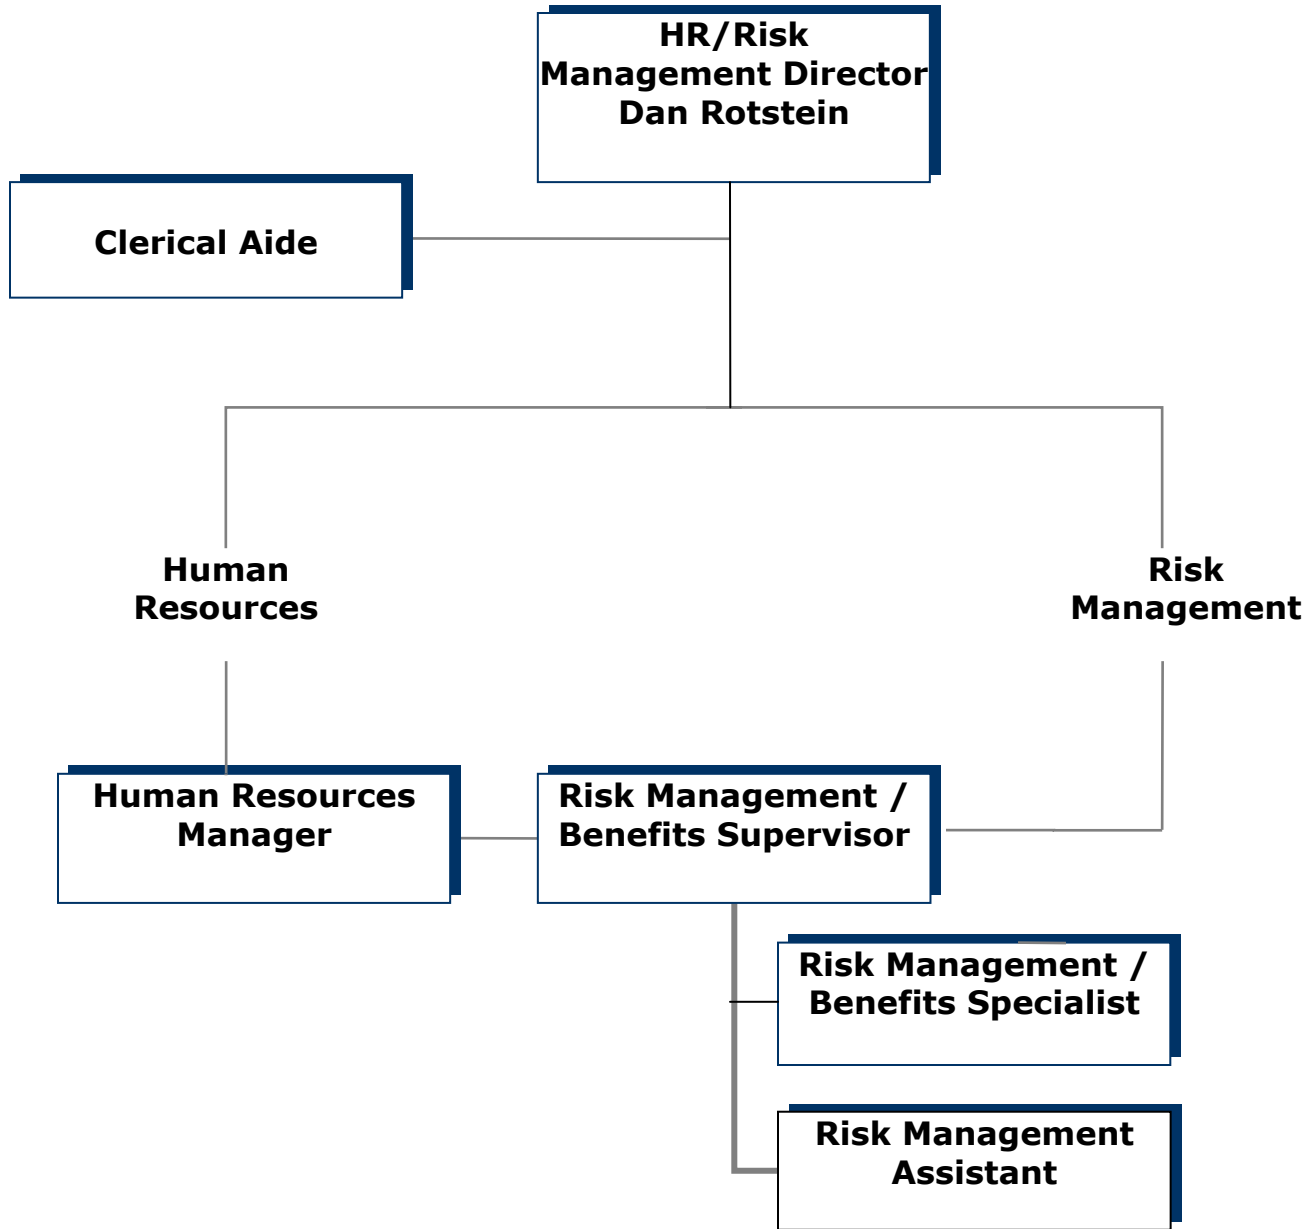 HR/Risk
Management Director
Dan Rotstein
Clerical Aide
Human
Resources
Risk
Management
Human Resources
Manager
Risk Management /
Benefits Supervisor
Risk Management /
Benefits Specialist
Risk Management
Assistant